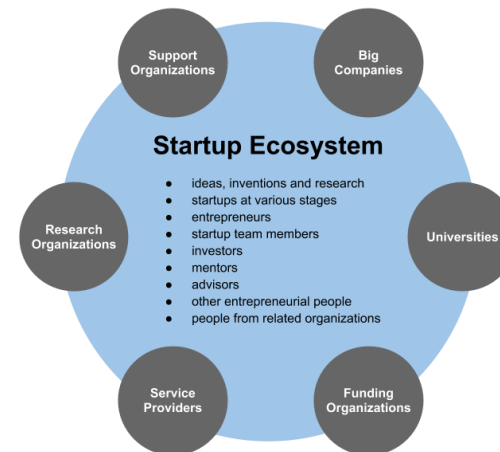 Support
Organizations
Big
Companies
Startup Ecosystem
● ideas, inventions and research
● startups at various stages
● entrepreneurs
● startup team members
● investors
● mentors
● advisors
● other entrepreneurial people
● people from related organizations
Research
Organizations
Universities
Service
Providers
Funding
Organizations